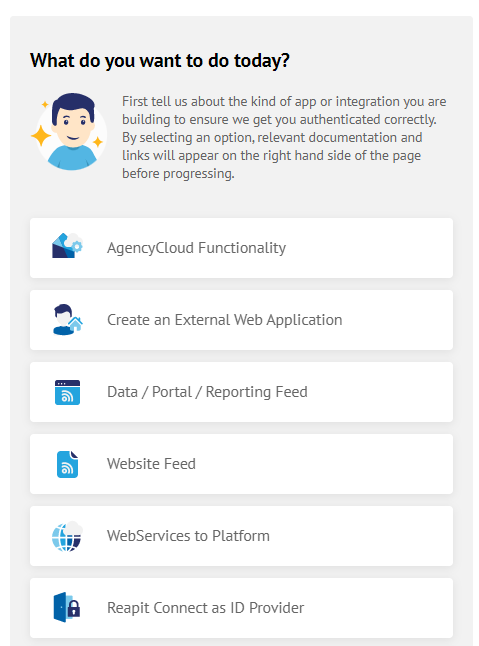 What do you want to do today?
First tell us about the kind of app or integration you are
building to ensure we get you authenticated correctly.
By selecting an option, relevant documentation and
links will appear on the right hand side of the page
before progressing.
AgencyCloud Functionality
Create an External Web Application
Data / Portal / Reporting Feed
Website Feed
WebServices to Platform
Reapit Connect as ID Provider